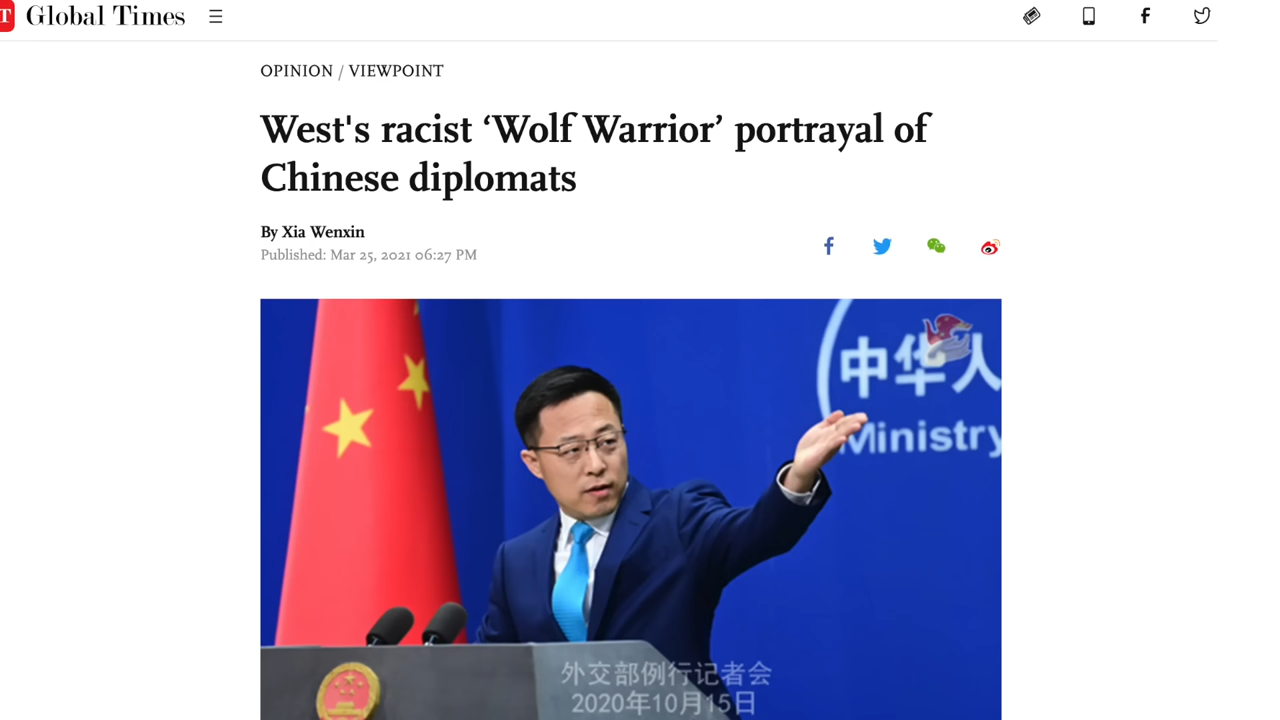 T Global Times
OPINION / VIEWPOINT
West's racist ‘Wolf Warrior’ portrayal of
Chinese diplomats
By Xia Wenxin
Published: Mar 25, 2021 06:27 PM
中华人
Ministry
外交部例行记者会
2020年10月15日